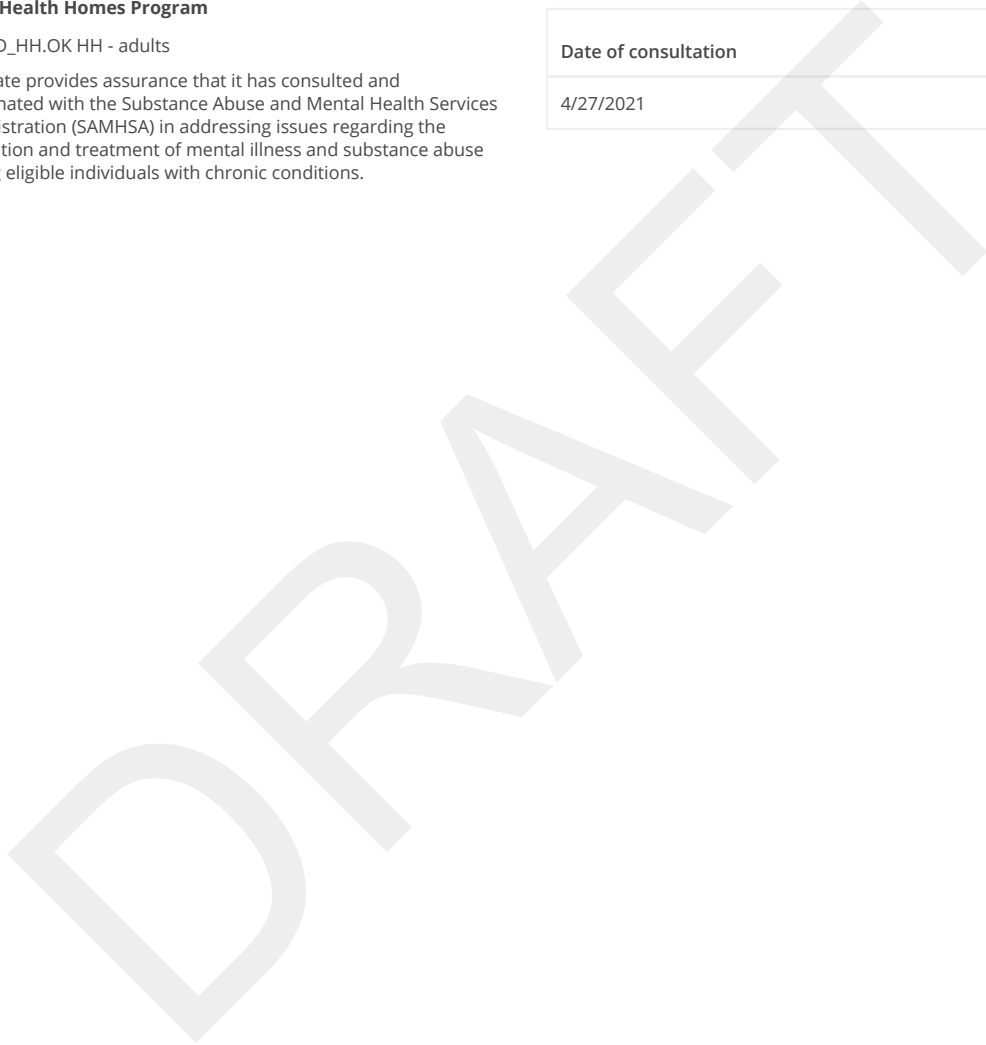 Health Homes Program
D_HH.OK HH - adults
ate provides assurance that it has consulted and
nated with the Substance Abuse and Mental Health Services
istration (SAMHSA) in addressing issues regarding the
tion and treatment of mental illness and substance abuse
eligible individuals with chronic conditions.
Date of consultation
4/27/2021
DRAFT